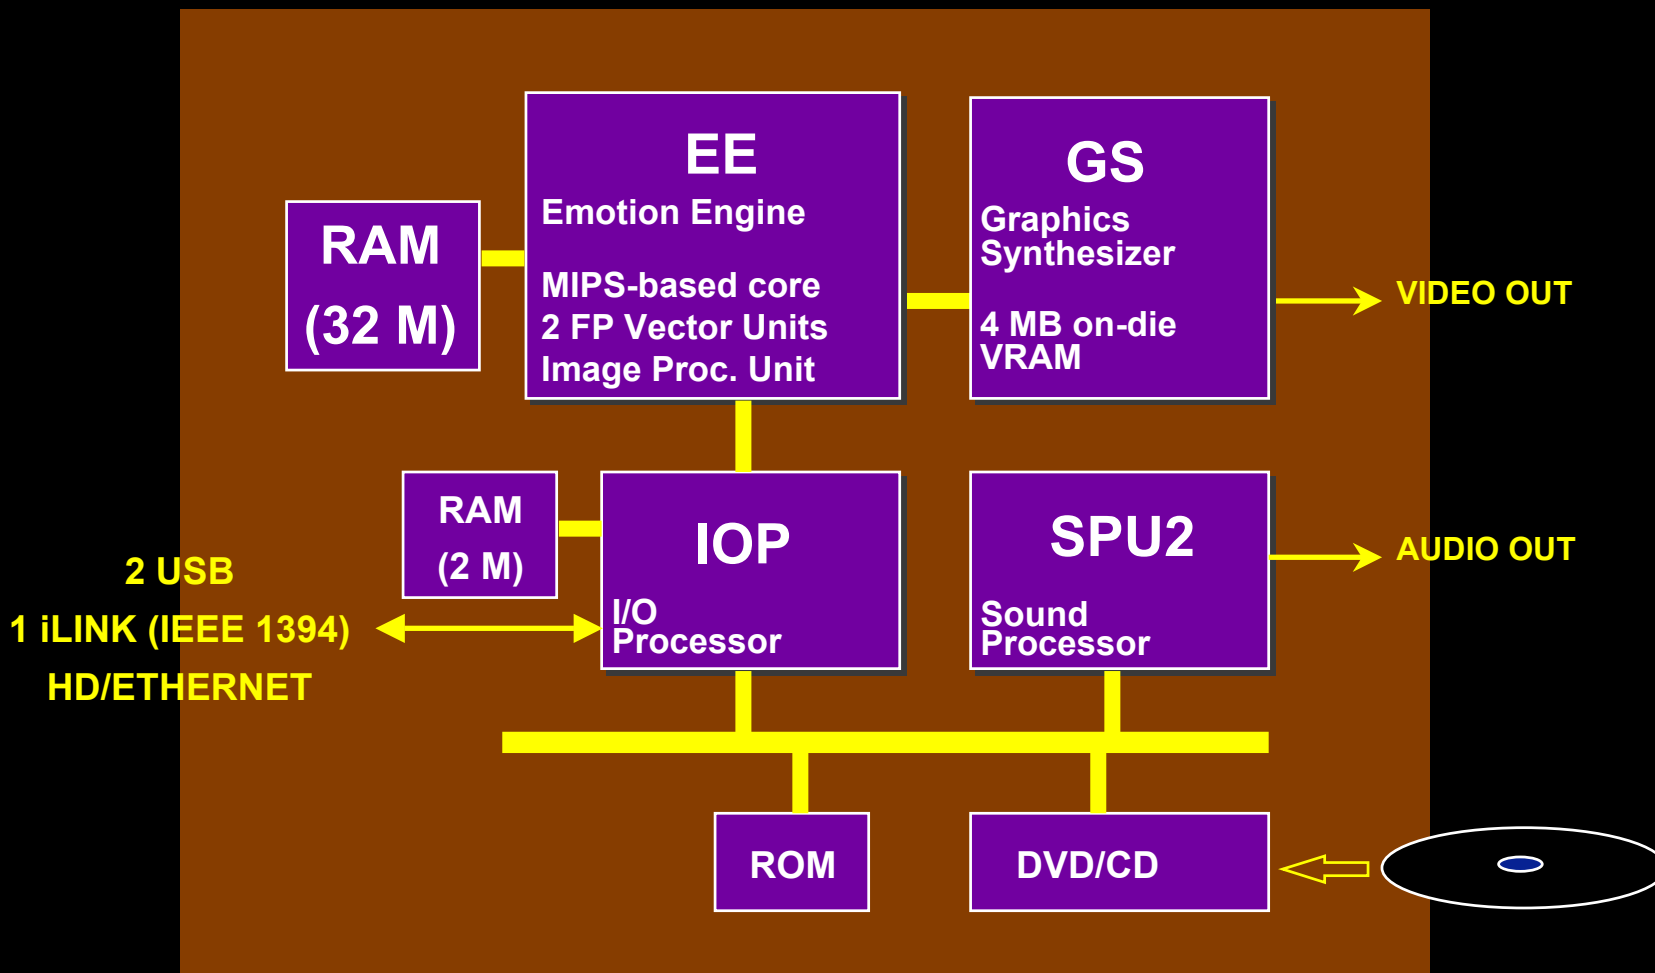 EE
Emotion Engine
MIPS-based core
2 FP Vector Units
Image Proc. Unit
GS
Graphics
Synthesizer
4 MB on-die
VRAM
RAM
(32 M)
VIDEO OUT
RAM
(2 M)
IOP
I/O
Processor
SPU2
Sound
Processor
AUDIO OUT
2 USB
1 iLINK (IEEE 1394)
HD/ETHERNET
ROM
DVD/CD